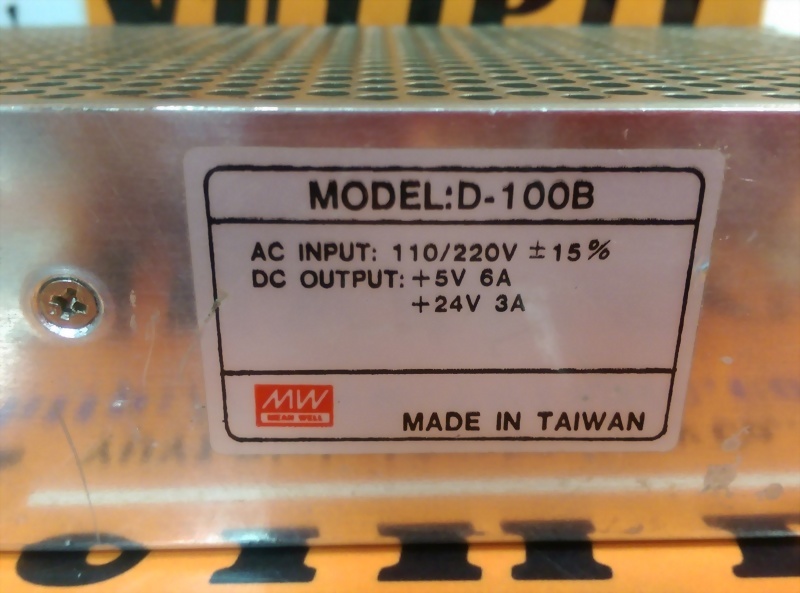 MODEL:D-100B
AC INPUT: 110/220V ±15%
DC OUTPUT: +5V 6A
+24V 3A
MW
MEAN WELL
MADE IN TAIWAN